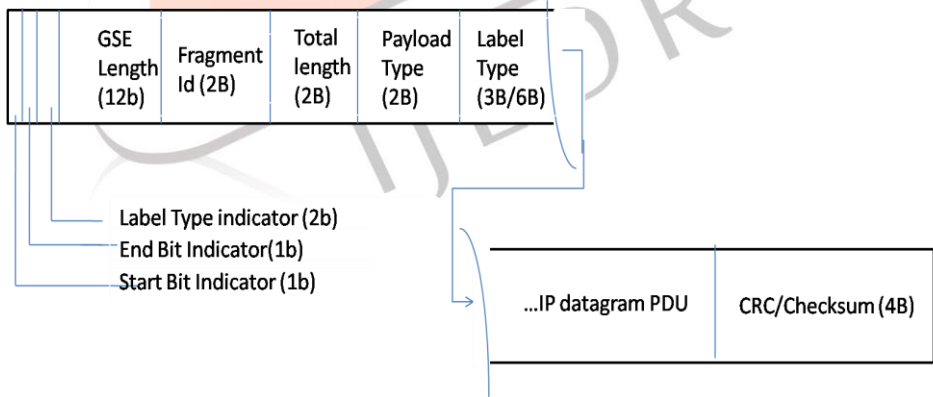 GSE
Length
(12b)
Fragment
Id (2B)
Total
length
(2B)
Payload
Type
(2B)
Label
Type
(3B/6B)
IJEDR
Label Type indicator (2b)
End Bit Indicator(1b)
Start Bit Indicator (1b)
...IP datagram PDU
CRC/Checksum (4B)